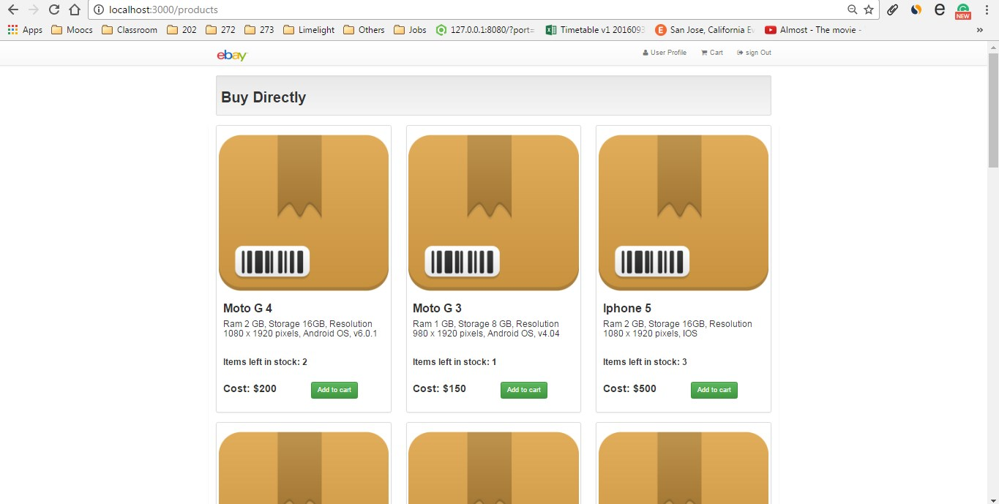 localhost:3000/products
Apps Moocs Classroom 202 272 273 Limelight Others Jobs 127.0.0.1:8080/?port= Timetable v1 2016093 San Jose, California Ev Almost - The movie - »
NEW
ebay User Profile Cart sign Out
Buy Directly
Moto G 4
Ram 2 GB, Storage 16GB, Resolution
1080 x 1920 pixels, Android OS, v6.0.1
Items left in stock: 2
Cost: $200 Add to cart
Moto G 3
Ram 1 GB, Storage 8 GB, Resolution
980 x 1920 pixels, Android OS, v4.04
Items left in stock: 1
Cost: $150 Add to cart
Iphone 5
Ram 2 GB, Storage 16GB, Resolution
1080 x 1920 pixels, IOS
Items left in stock: 3
Cost: $500 Add to cart